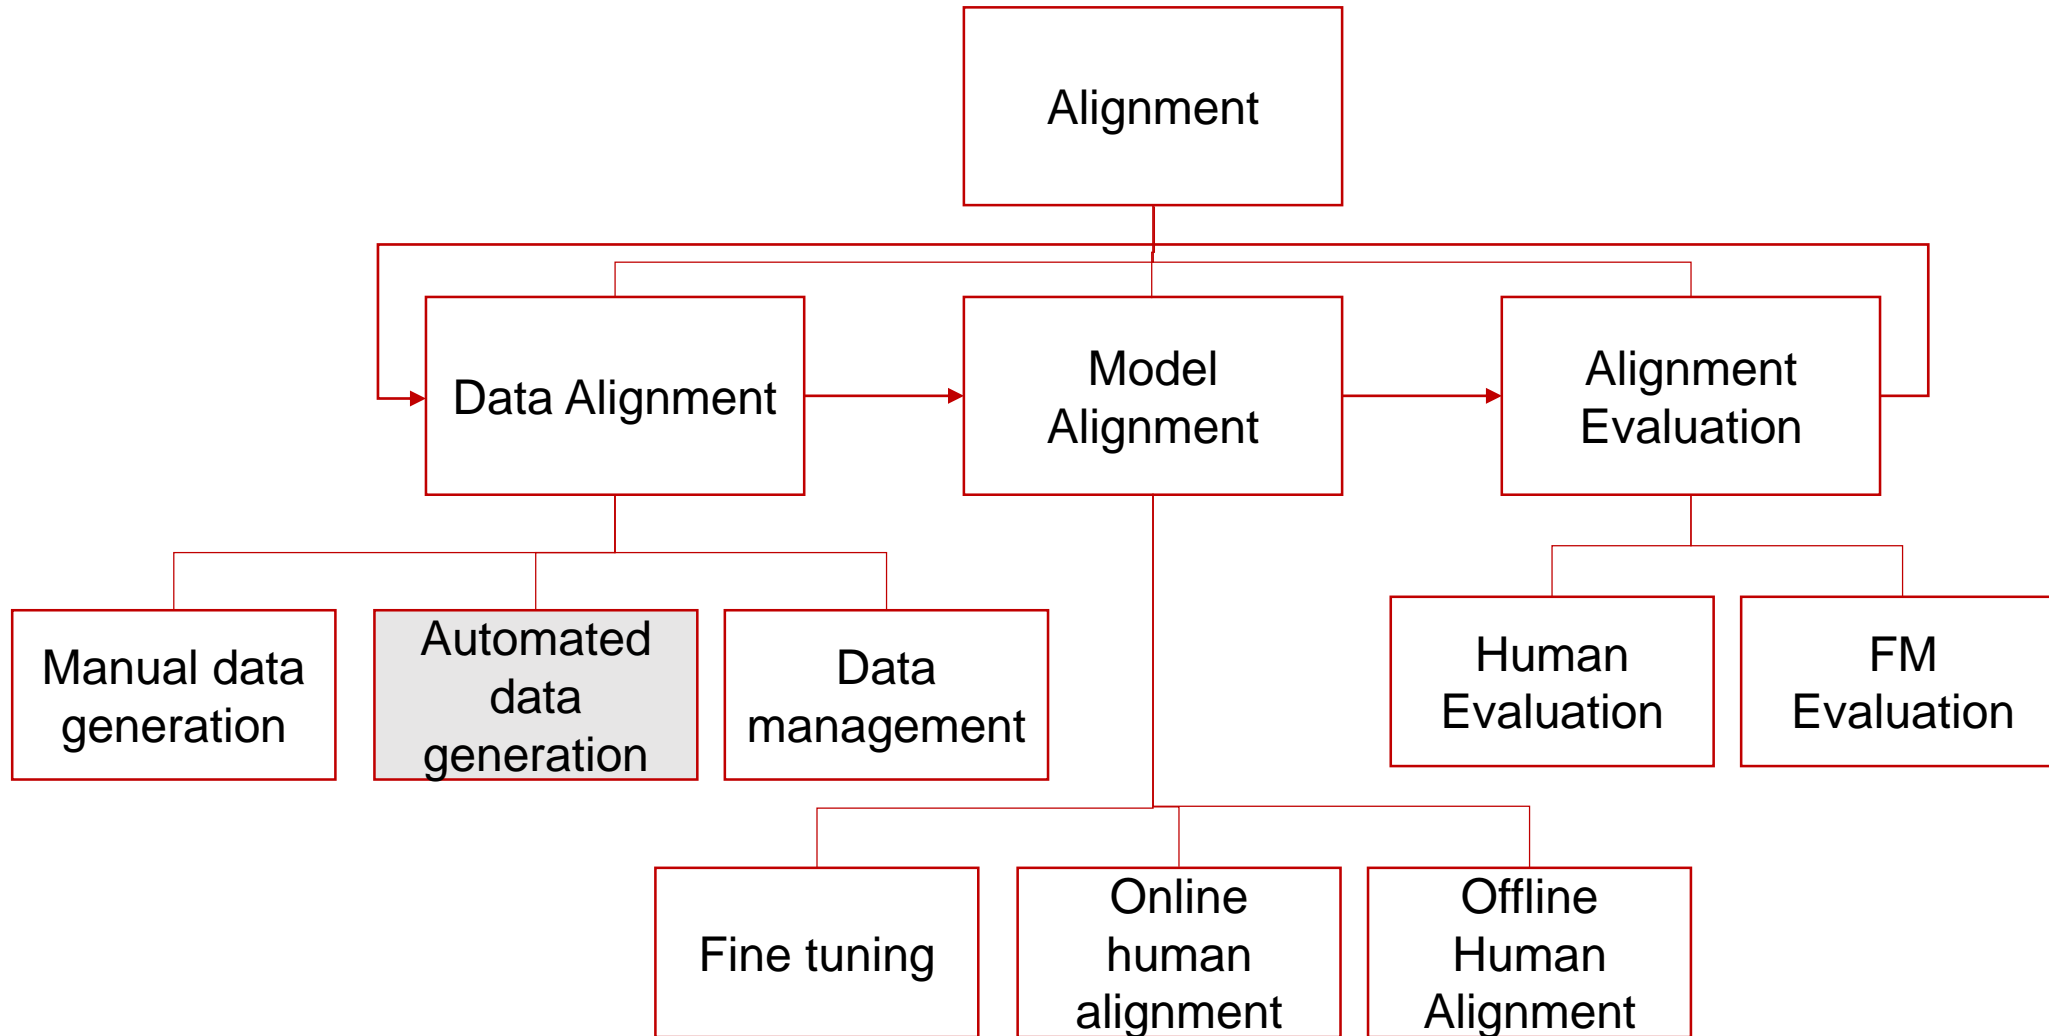 Alignment
Data Alignment
Model
Alignment
Alignment
Evaluation
Manual data
generation
Automated
data
generation
Data
management
Human
Evaluation
FM
Evaluation
Fine tuning
Online
human
alignment
Offline
Human
Alignment